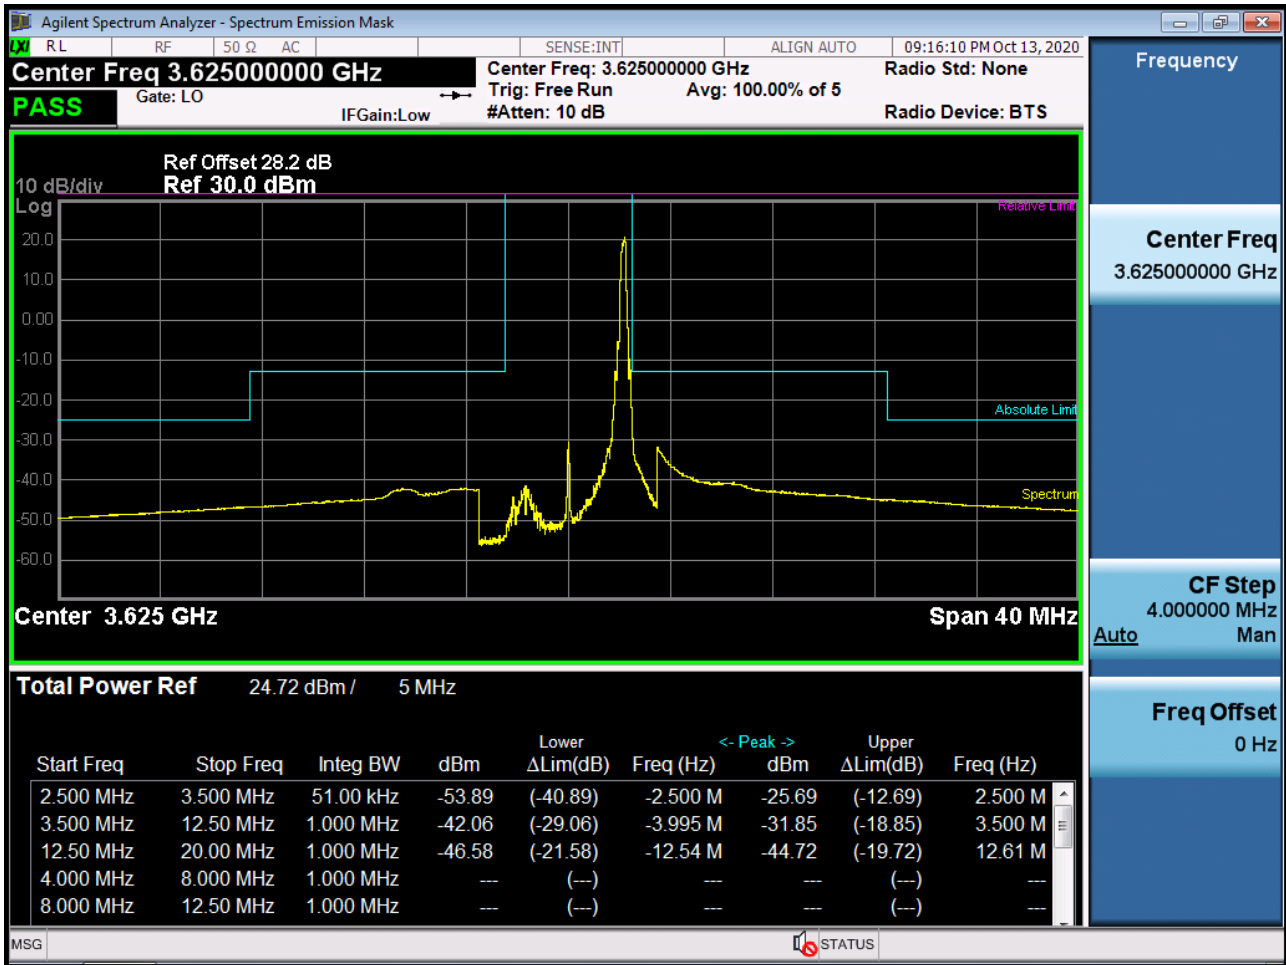 Agilent Spectrum Analyzer - Spectrum Emission Mask
LXI RL RF 50 Ω AC SENSE:INT ALIGN AUTO 09:16:10 PM Oct 13, 2020
Center Freq 3.625000000 GHz
Center Freq: 3.625000000 GHz
Radio Std: None
PASS
Gate: LO
IFGain:Low
Trig: Free Run
Avg: 100.00% of 5
#Atten: 10 dB
Radio Device: BTS
Ref Offset 28.2 dB
10 dB/div Ref 30.0 dBm
Log
Relative Limit
20.0
10.0
0.00
-10.0
-20.0
Absolute Limit
-30.0
-40.0
Spectrum
-50.0
-60.0
Center 3.625 GHz
Span 40 MHz
Total Power Ref 24.72 dBm / 5 MHz
Lower <- Peak -> Upper
Start Freq Stop Freq Integ BW dBm ΔLim(dB) Freq (Hz) dBm ΔLim(dB) Freq (Hz)
2.500 MHz 3.500 MHz 51.00 kHz -53.89 (-40.89) -2.500 M -25.69 (-12.69) 2.500 M
3.500 MHz 12.50 MHz 1.000 MHz -42.06 (-29.06) -3.995 M -31.85 (-18.85) 3.500 M
12.50 MHz 20.00 MHz 1.000 MHz -46.58 (-21.58) -12.54 M -44.72 (-19.72) 12.61 M
4.000 MHz 8.000 MHz 1.000 MHz --- (---) --- --- (---) ---
8.000 MHz 12.50 MHz 1.000 MHz --- (---) --- --- (---) ---
MSG
STATUS
Frequency
Center Freq
3.625000000 GHz
CF Step
4.000000 MHz
Auto Man
Freq Offset
0 Hz